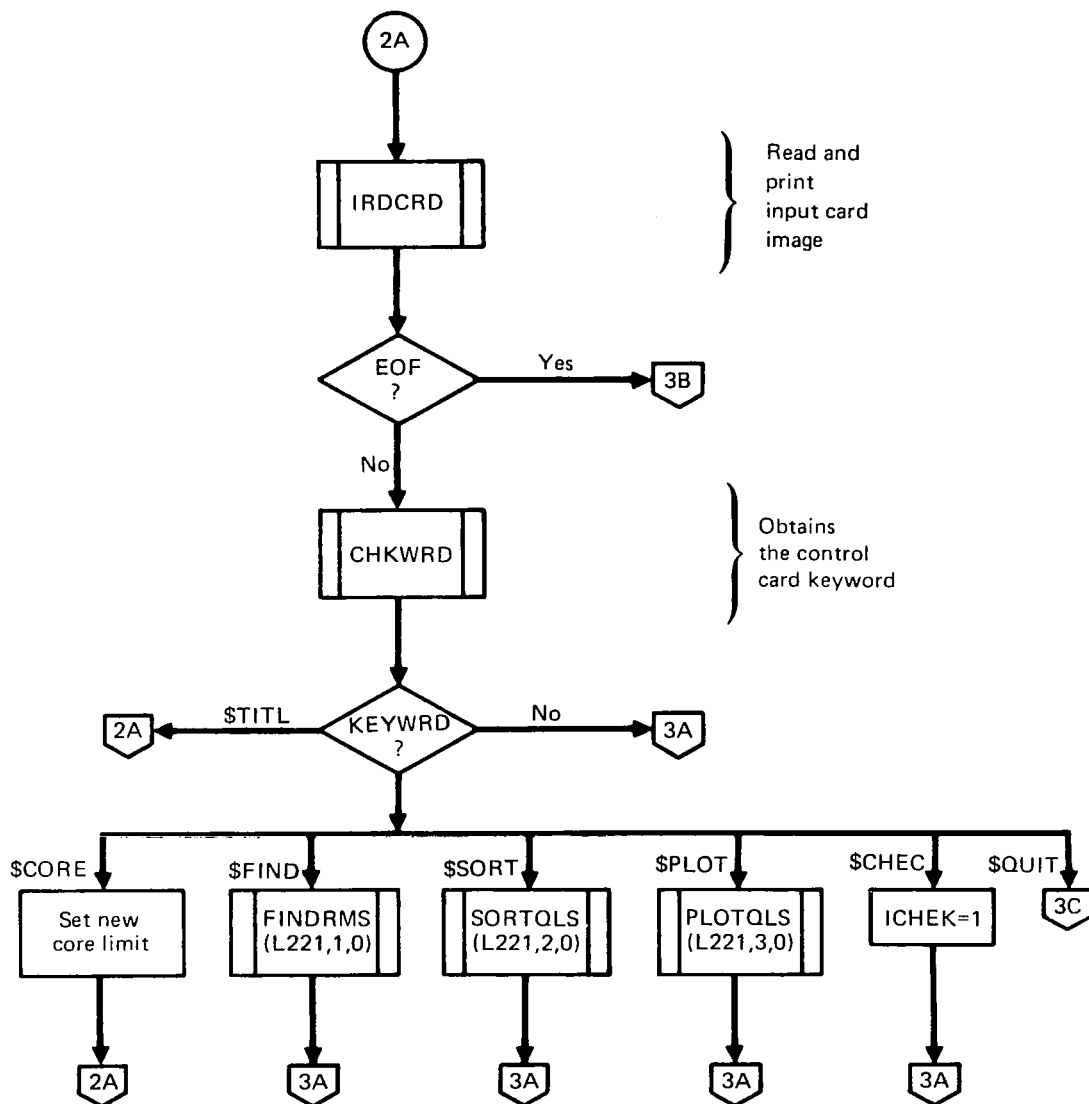 2A
IRDCRD
Read and
print
input card
image
EOF
?
Yes
3B
No
CHKWRD
Obtains
the control
card keyword
$TITL
2A
KEYWRD
?
No
3A
$CORE
$FIND
$SORT
$PLOT
$CHEC
$QUIT
Set new
core limit
FINDRMS
(L221,1,0)
SORTQLS
(L221,2,0)
PLOTQLS
(L221,3,0)
ICHEK=1
3C
2A
3A
3A
3A
3A